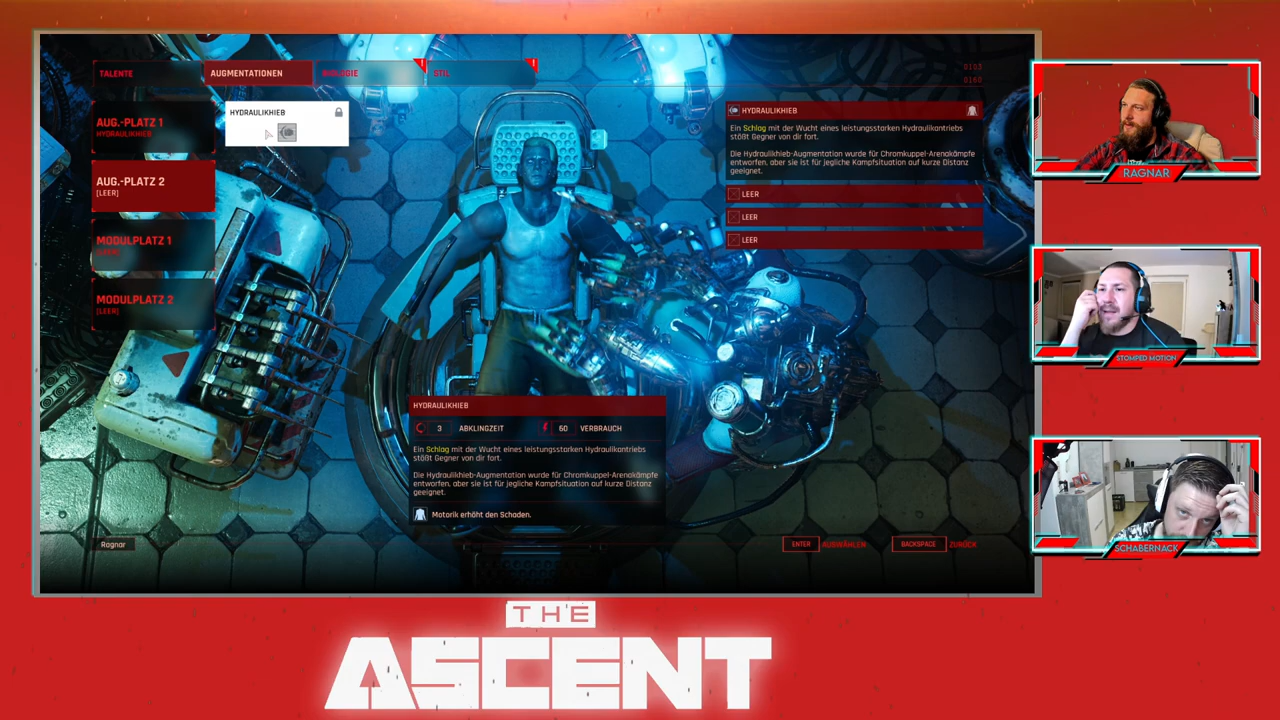 TALENTE
AUGMENTATIONEN
BIOLOGIE
STIL
0103
0160
AUG.-PLATZ 1
HYDRAULIKHIEB
AUG.-PLATZ 2
[LEER]
MODULPLATZ 1
[LEER]
MODULPLATZ 2
[LEER]
HYDRAULIKHIEB
HYDRAULIKHIEB
Ein Schlag mit der Wucht eines leistungsstarken Hydraulikantriebs
stößt Gegner von dir fort.
Die Hydraulikhieb-Augmentation wurde für Chromkuppel-Arenakämpfe
entworfen, aber sie ist für jegliche Kampfsituation auf kurze Distanz
geeignet.
LEER
LEER
LEER
HYDRAULIKHIEB
3 ABKLINGZEIT 60 VERBRAUCH
Ein Schlag mit der Wucht eines leistungsstarken Hydraulikantriebs
stößt Gegner von dir fort.
Die Hydraulikhieb-Augmentation wurde für Chromkuppel-Arenakämpfe
entworfen, aber sie ist für jegliche Kampfsituation auf kurze Distanz
geeignet.
Motorik erhöht den Schaden.
Ragnar
ENTER AUSWÄHLEN BACKSPACE ZURÜCK
RAGNAR
STOMPED MOTION
SCHABERNACK
THE
ASCENT